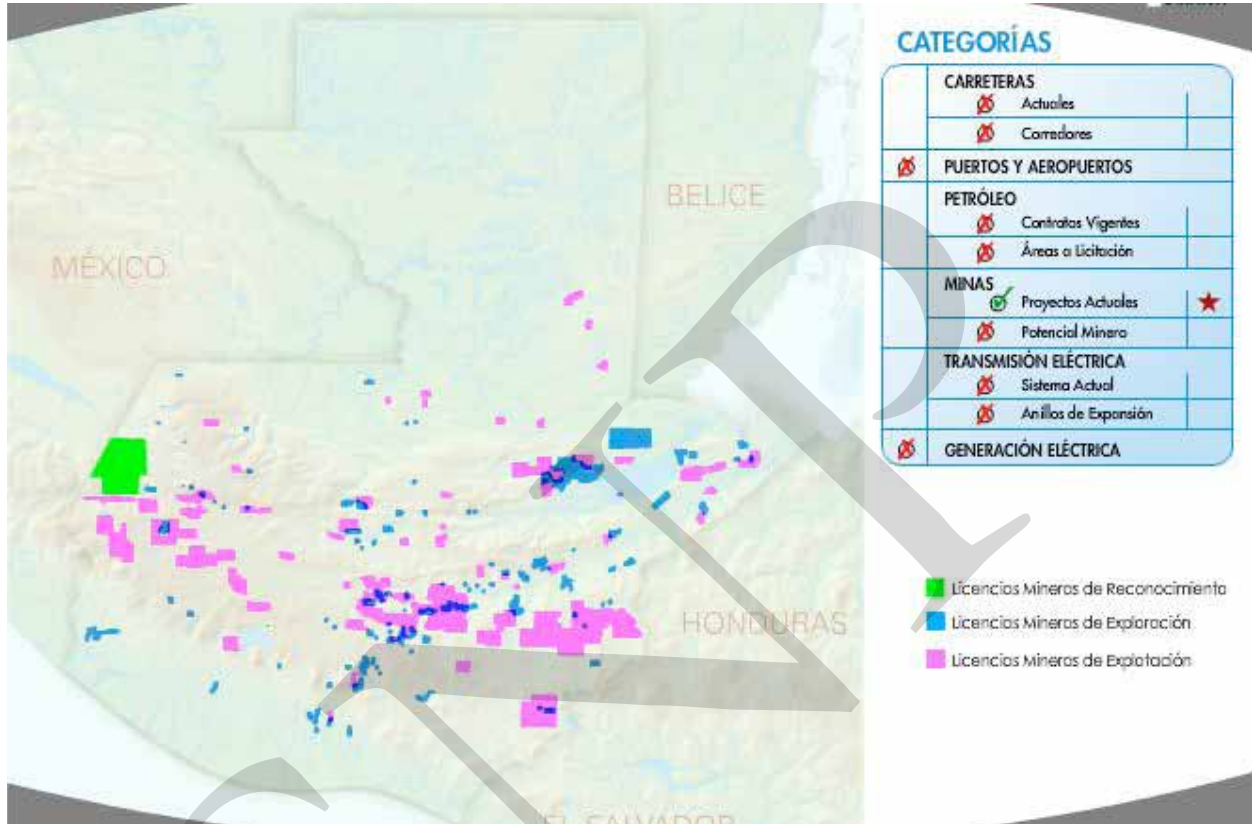 CATEGORÍAS
CARRETERAS
Actuales
Corredores
PUERTOS Y AEROPUERTOS
PETRÓLEO
Contratos Vigentes
Áreas a Licitación
MINAS
Proyectos Actuales
Potencial Minero
TRANSMISIÓN ELÉCTRICA
Sistema Actual
Anillos de Expansión
GENERACIÓN ELÉCTRICA
BELICE
MÉXICO
HONDURAS
EL SALVADOR
Licencias Mineras de Reconocimiento
Licencias Mineras de Exploración
Licencias Mineras de Explotación